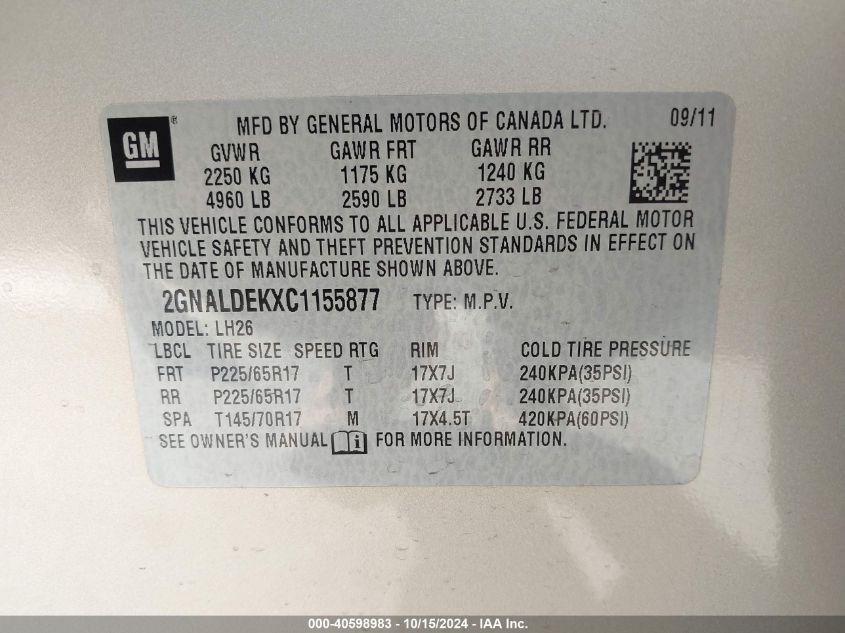 GM® MFD BY GENERAL MOTORS OF CANADA LTD. 09/11
GVWR GAWR FRT GAWR RR
2250 KG 1175 KG 1240 KG
4960 LB 2590 LB 2733 LB
THIS VEHICLE CONFORMS TO ALL APPLICABLE U.S. FEDERAL MOTOR
VEHICLE SAFETY AND THEFT PREVENTION STANDARDS IN EFFECT ON
THE DATE OF MANUFACTURE SHOWN ABOVE.
2GNALDEKXC1155877 TYPE: M.P.V.
MODEL: LH26
LBCL TIRE SIZE SPEED RTG RIM COLD TIRE PRESSURE
FRT P225/65R17 T 17X7J 240KPA(35PSI)
RR P225/65R17 T 17X7J 240KPA(35PSI)
SPA T145/70R17 M 17X4.5T 420KPA(60PSI)
SEE OWNER'S MANUAL i FOR MORE INFORMATION.
000-40598983 - 10/15/2024 - IAA Inc.